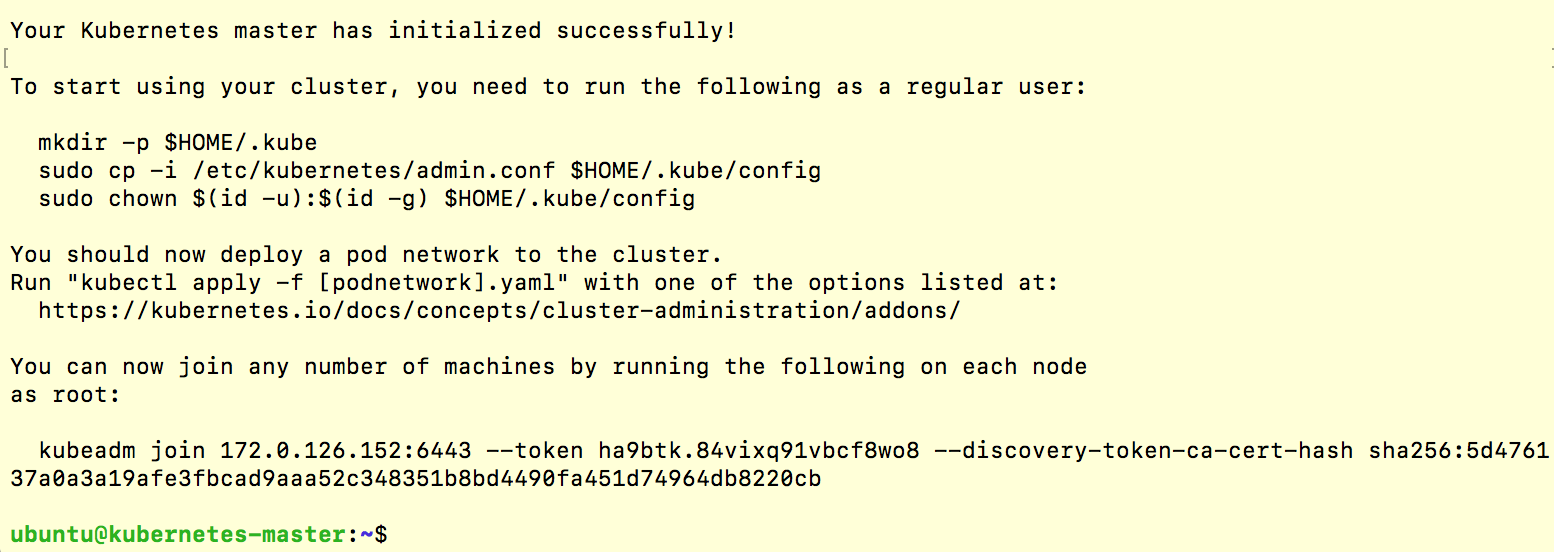 Your Kubernetes master has initialized successfully!
[
To start using your cluster, you need to run the following as a regular user:
mkdir -p $HOME/.kube
sudo cp -i /etc/kubernetes/admin.conf $HOME/.kube/config
sudo chown $(id -u):$(id -g) $HOME/.kube/config
You should now deploy a pod network to the cluster.
Run "kubectl apply -f [podnetwork].yaml" with one of the options listed at:
https://kubernetes.io/docs/concepts/cluster-administration/addons/
You can now join any number of machines by running the following on each node
as root:
kubeadm join 172.0.126.152:6443 --token ha9btk.84vixq91vbcf8wo8 --discovery-token-ca-cert-hash sha256:5d4761
37a0a3a19afe3fbcad9aaa52c348351b8bd4490fa451d74964db8220cb
ubuntu@kubernetes-master:~$